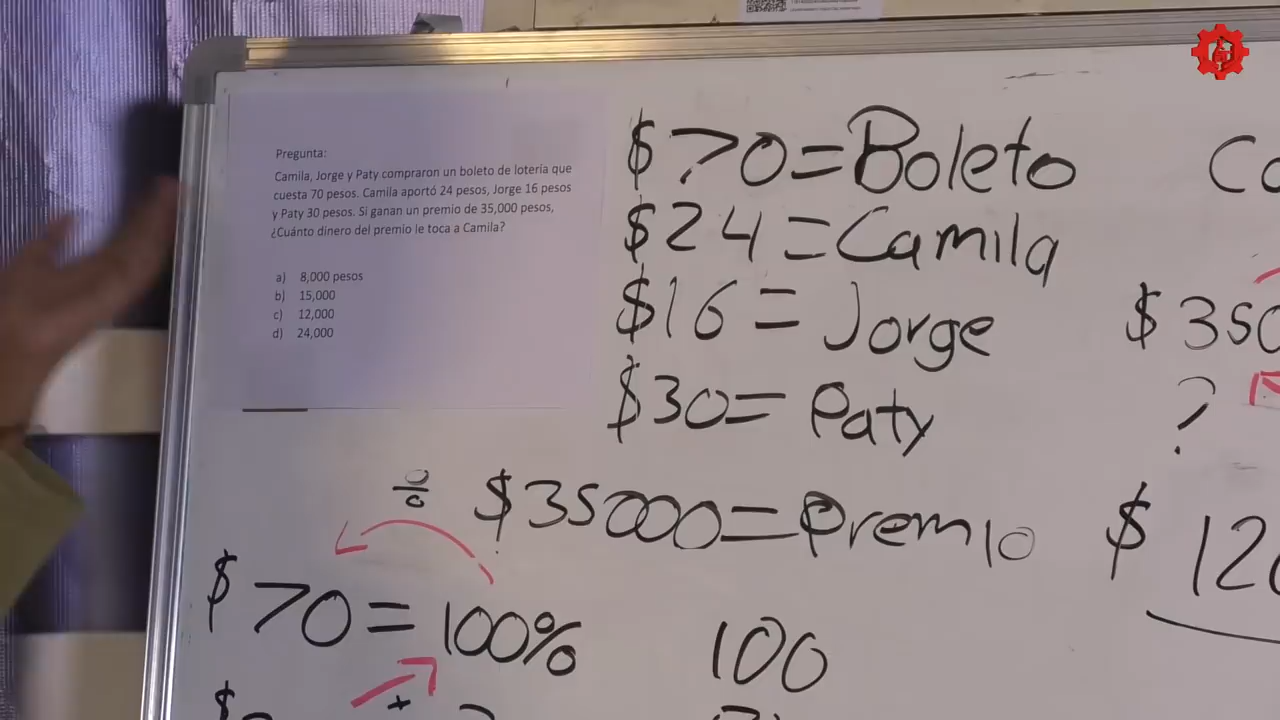 Pregunta:
Camila, Jorge y Paty compraron un boleto de lotería que
cuesta 70 pesos. Camila aportó 24 pesos, Jorge 16 pesos
y Paty 30 pesos. Si ganan un premio de 35,000 pesos,
¿Cuánto dinero del premio le toca a Camila?
a) 8,000 pesos
b) 15,000
c) 12,000
d) 24,000
$70=Boleto
$24=Camila
$16=Jorge
$30=Paty
÷ $35000=Premio
$70=100%
100
+
Ca
$350
?
$120